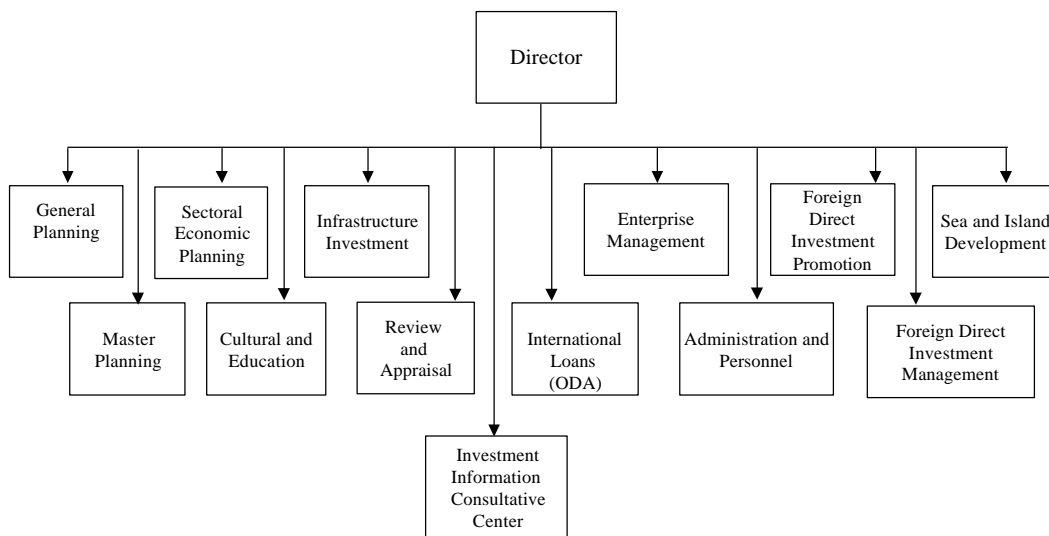 Director
General
Planning
Sectoral
Economic
Planning
Infrastructure
Investment
Enterprise
Management
Foreign
Direct
Investment
Promotion
Sea and Island
Development
Master
Planning
Cultural and
Education
Review
and
Appraisal
International
Loans
(ODA)
Administration and
Personnel
Foreign Direct
Investment
Management
Investment
Information
Consultative
Center